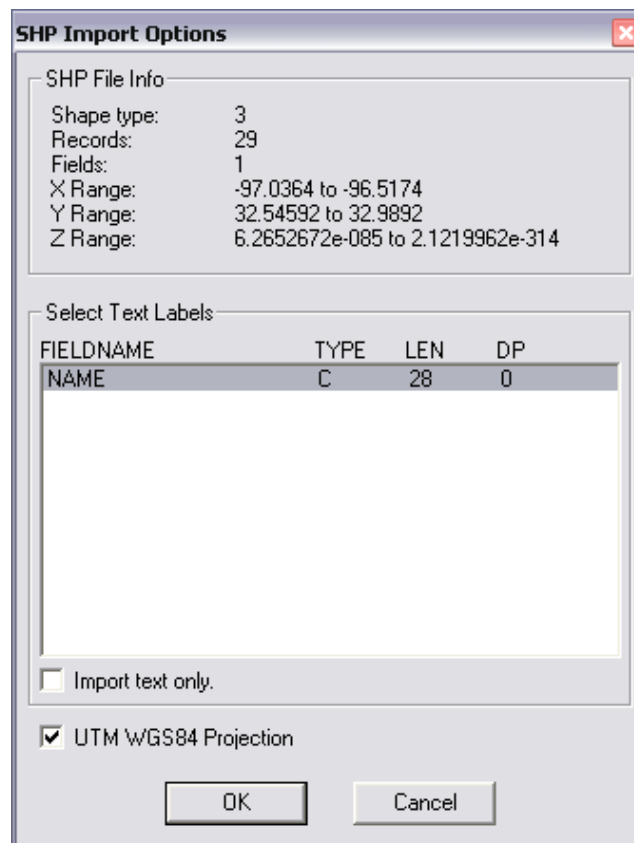 SHP Import Options
SHP File Info
Shape type: 3
Records: 29
Fields: 1
X Range: -97.0364 to -96.5174
Y Range: 32.54592 to 32.9892
Z Range: 6.2652672e-085 to 2.1219962e-314
Select Text Labels
FIELDNAME TYPE LEN DP
NAME C 28 0
Import text only.
UTM WGS84 Projection
OK Cancel